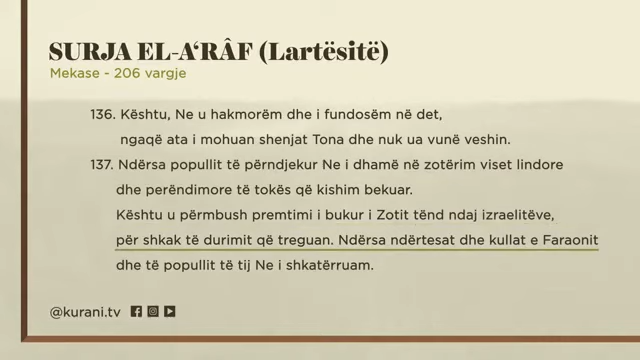 SURJA EL-A‘RÂF (Lartësitë)
Mekase - 206 vargje
136. Kështu, Ne u hakmorëm dhe i fundosëm në det,
ngaqë ata i mohuan shenjat Tona dhe nuk ua vunë veshin.
137. Ndërsa popullit të përndjekur Ne i dhamë në zotërim viset lindore
dhe perëndimore të tokës që kishim bekuar.
Kështu u përmbush premtimi i bukur i Zotit tënd ndaj izraelitëve,
për shkak të durimit që treguan. Ndërsa ndërtesat dhe kullat e Faraonit
dhe të popullit të tij Ne i shkatërruam.
@kurani.tv